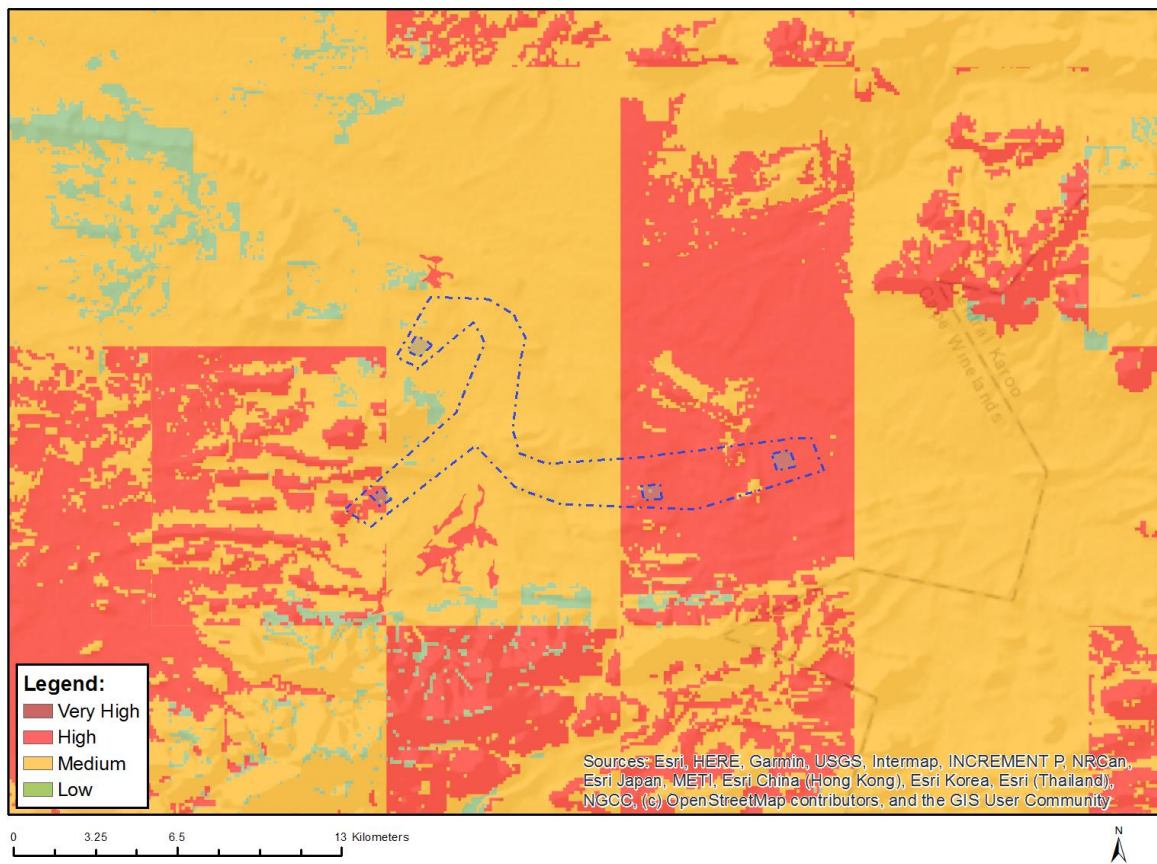 Central Karoo
Cape Winelands
Legend:
Very High
High
Medium
Low
Sources: Esri, HERE, Garmin, USGS, Intermap, INCREMENT P, NRCan,
Esri Japan, METI, Esri China (Hong Kong), Esri Korea, Esri (Thailand),
NGCC, (c) OpenStreetMap contributors, and the GIS User Community
0 3.25 6.5 13 Kilometers
N